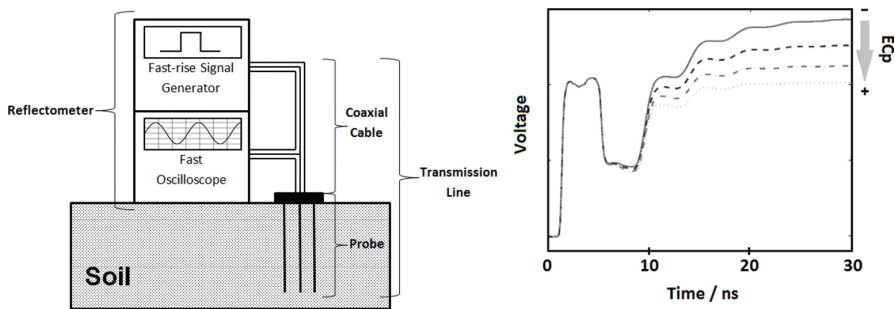 Reflectometer
Fast-rise Signal
Generator
Fast
Oscilloscope
Coaxial
Cable
Transmission
Line
Probe
Soil
Voltage
0
10
20
30
Time / ns
-
ECp
+